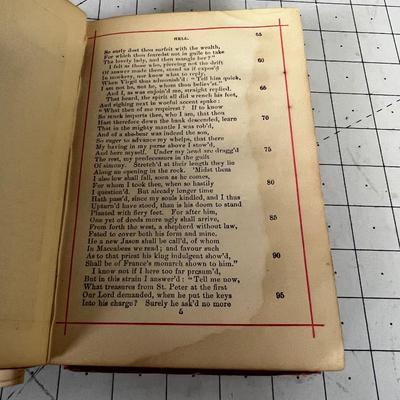 HELL. 65
So early dost thou surfeit with the wealth,
For which thou fearedst not in guile to take
The lovely lady, and then mangle her?"
I felt as those who, piercing not the drift 60
Of answer made them, stand as if expos'd
In mockery, nor know what to reply,
When Virgil thus admonish'd: "Tell him quick,
I am not he, not he, whom thou believ'st."
And I, as was enjoin'd me, straight replied. 65
That heard, the spirit all did wrench his feet,
And sighing next in woeful accent spake:
"What then of me requirest? If to know
So much imports thee, who I am, that thou
Hast therefore down the bank descended, learn 70
That in the mighty mantle I was rob'd,
And of a she-bear was indeed the son,
So eager to advance my whelps, that there
My having in my purse above I stow'd,
And here myself. Under my head are dragg'd 75
The rest, my predecessors in the guilt
Of simony. Stretch'd at their length they lie
Along an opening in the rock. 'Midst them
I also low shall fall, soon as he comes,
For whom I took thee, when so hastily 80
I question'd. But already longer time
Hath pass'd, since my souls kindled, and I thus
Upturn'd have stood, than is his doom to stand
Planted with fiery feet. For after him,
One yet of deeds more ugly shall arrive, 85
From forth the west, a shepherd without law,
Fated to cover both his form and mine.
He a new Jason shall be call'd, of whom
In Maccabees we read; and favour such
As to that priest his king indulgent show'd, 90
Shall be of France's monarch shown to him."
I know not if I here too far presum'd,
But in this strain I answer'd: "Tell me now,
What treasures from St. Peter at the first
Our Lord demanded, when he put the keys 95
Into his charge? Surely he ask'd no more
5